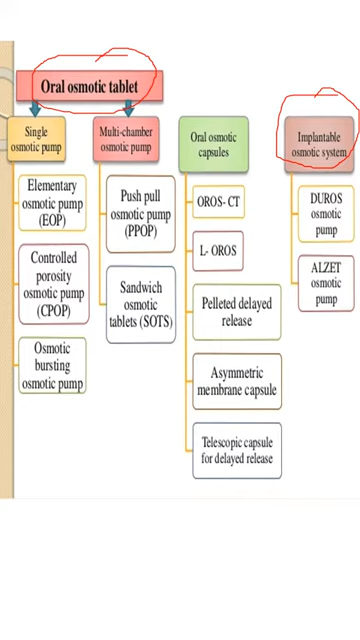 Oral osmotic tablet
Single
osmotic pump
Elementary
osmotic pump
(EOP)
Controlled
porosity
osmotic pump
(CPOP)
Osmotic
bursting
osmotic pump
Multi-chamber
osmotic pump
Push pull
osmotic pump
(PPOP)
Sandwich
osmotic
tablets (SOTS)
Oral osmotic
capsules
OROS- CT
L- OROS
Pelleted delayed
release
Asymmetric
membrane capsule
Telescopic capsule
for delayed release
Implantable
osmotic system
DUROS
osmotic
pump
ALZET
osmotic
pump